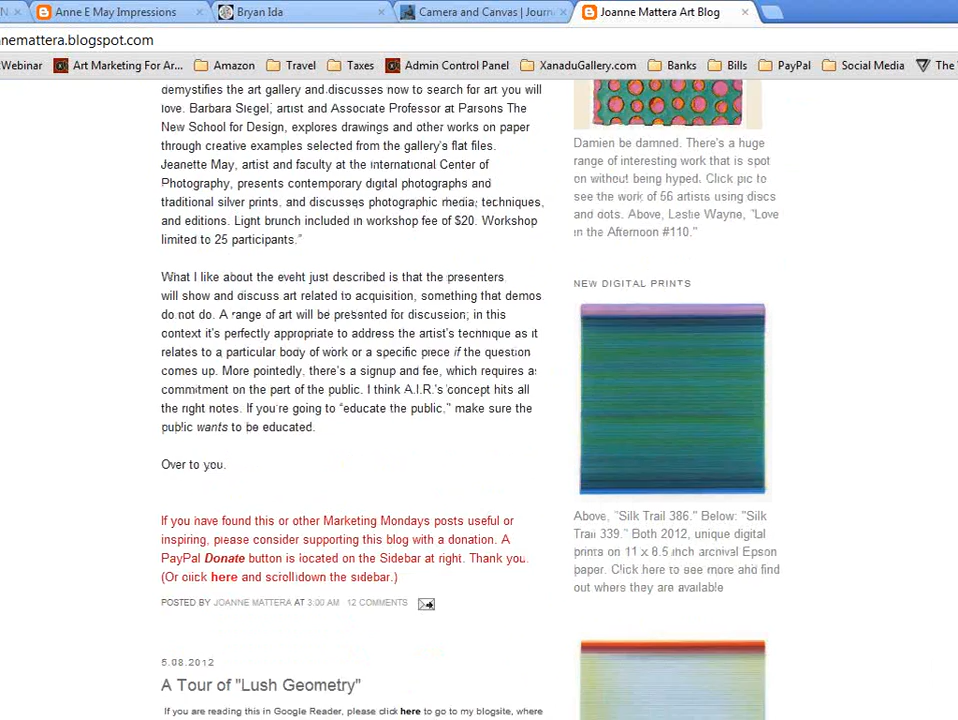 Anne E May Impressions
Bryan Ida
Camera and Canvas | Journ
Joanne Mattera Art Blog
nemattera.blogspot.com
Webinar
Art Marketing For Ar...
Amazon
Travel
Taxes
Admin Control Panel
XanaduGallery.com
Banks
Bills
PayPal
Social Media
The
demystifies the art gallery and discusses now to search for art you will
love. Barbara Siegel, artist and Associate Professor at Parsons The
New School for Design, explores drawings and other works on paper
through creative examples selected from the gallery's flat files.
Jeanette May, artist and faculty at the International Center of
Photography, presents contemporary digital photographs and
traditional silver prints, and discusses photographic media; techniques,
and editions. Light brunch included in workshop fee of $20. Workshop
limited to 25 participants."
What I like about the event just described is that the presenters
will show and discuss art related to acquisition, something that demos
do not do. A range of art will be presented for discussion; in this
context it's perfectly appropriate to address the artist's technique as it
relates to a particular body of work or a specific piece if the question
comes up. More pointedly, there's a signup and fee, which requires a
commitment on the part of the public. I think A.I.R.'s concept hits all
the right notes. If you're going to "educate the public," make sure the
public wants to be educated.
Over to you.
If you have found this or other Marketing Mondays posts useful or
inspiring, please consider supporting this blog with a donation. A
PayPal Donate button is located on the Sidebar at right. Thank you.
(Or click here and scroll down the sidebar.)
POSTED BY JOANNE MATTERA AT 3:00 AM 12 COMMENTS
5.08.2012
A Tour of "Lush Geometry"
If you are reading this in Google Reader, please click here to go to my blogsite, where
Damien be damned. There's a huge
range of interesting work that is spot
on without being hyped. Click pic to
see the work of 56 artists using discs
and dots. Above, Leslie Wayne, "Love
in the Afternoon #110."
NEW DIGITAL PRINTS
Above, "Silk Trail 386." Below: "Silk
Trail 339." Both 2012, unique digital
prints on 11 x 8.5 inch archival Epson
paper. Click here to see more and find
out where they are available